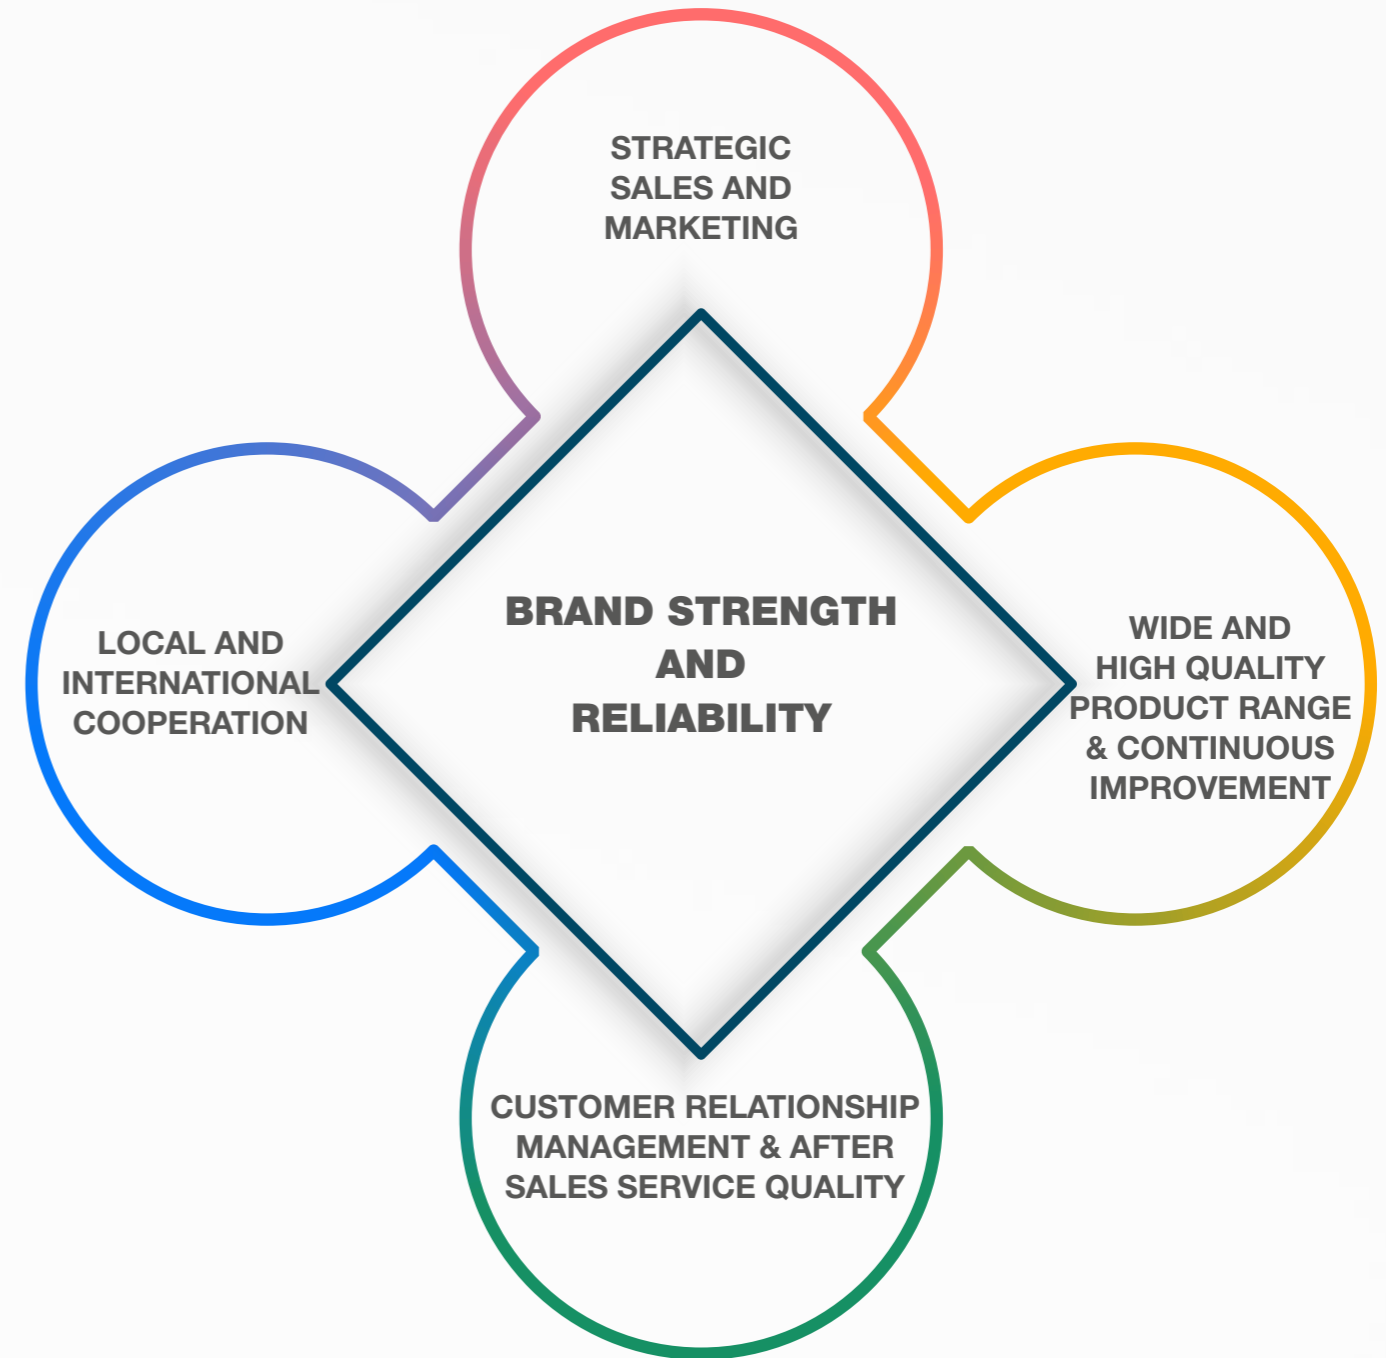 STRATEGIC
SALES AND
MARKETING
LOCAL AND
INTERNATIONAL
COOPERATION
BRAND STRENGTH
AND
RELIABILITY
WIDE AND
HIGH QUALITY
PRODUCT RANGE
& CONTINUOUS
IMPROVEMENT
CUSTOMER RELATIONSHIP
MANAGEMENT & AFTER
SALES SERVICE QUALITY